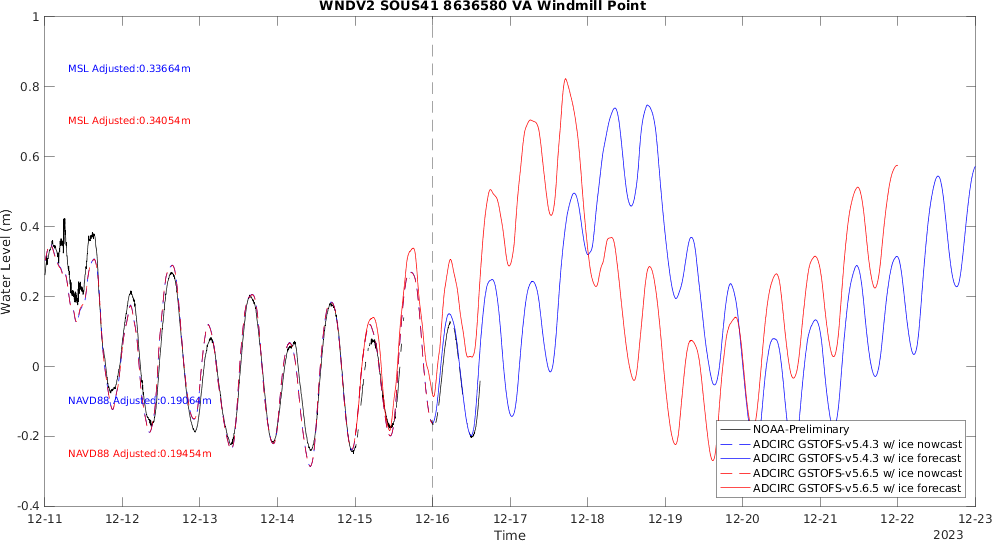 WNDV2 SOUS41 8636580 VA Windmill Point
1
0.8
0.6
0.4
0.2
0
-0.2
-0.4
Water Level (m)
MSL Adjusted:0.33664m
MSL Adjusted:0.34054m
NAVD88 Adjusted:0.19064m
NAVD88 Adjusted:0.19454m
NOAA-Preliminary
ADCIRC GSTOFS-v5.4.3 w/ ice nowcast
ADCIRC GSTOFS-v5.4.3 w/ ice forecast
ADCIRC GSTOFS-v5.6.5 w/ ice nowcast
ADCIRC GSTOFS-v5.6.5 w/ ice forecast
12-11 12-12 12-13 12-14 12-15 12-16 12-17 12-18 12-19 12-20 12-21 12-22 12-23
Time
2023